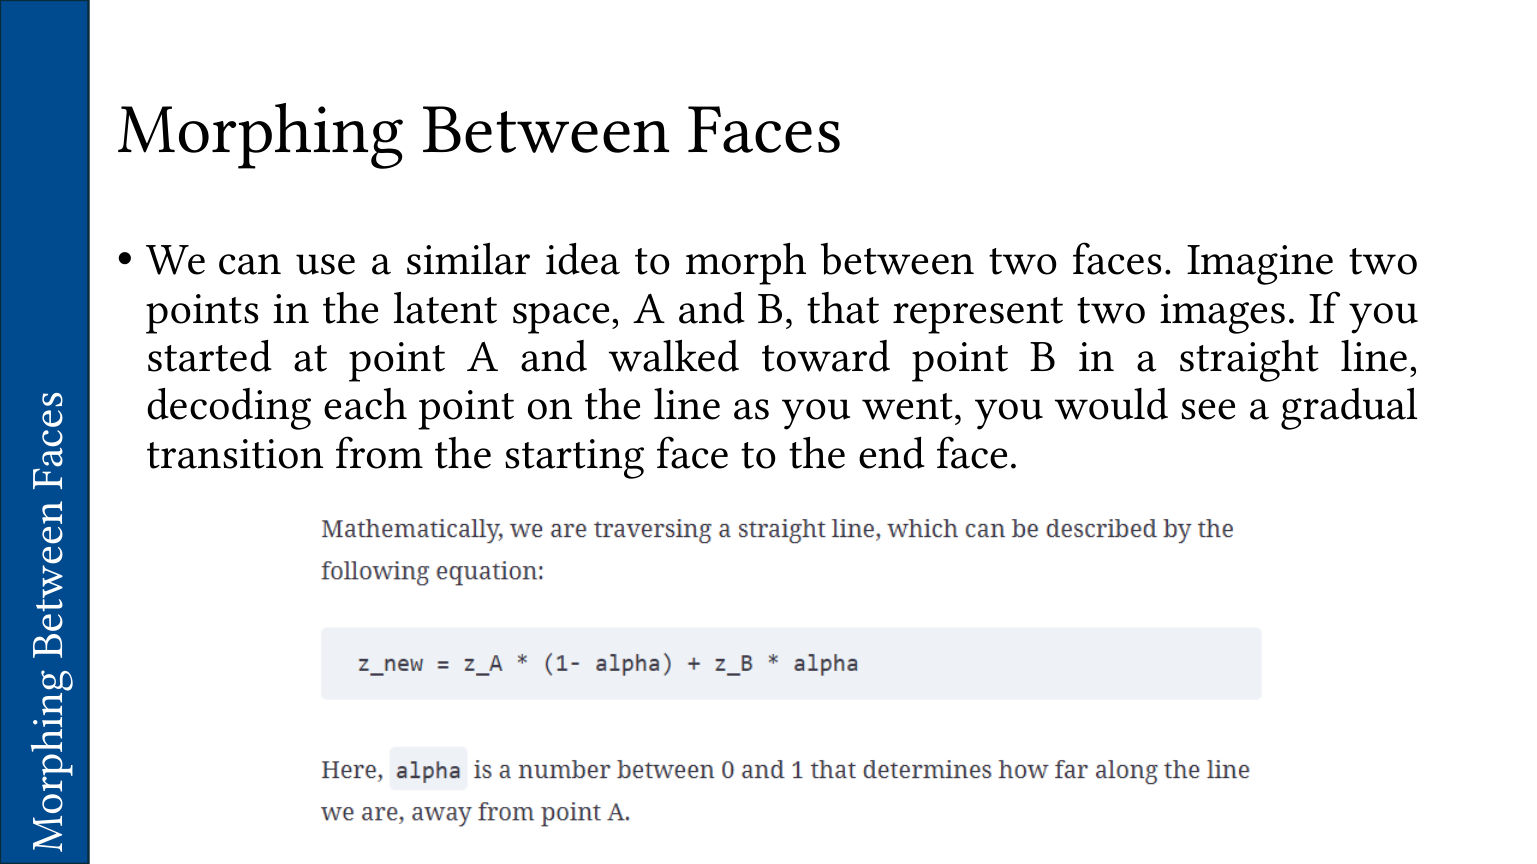 Morphing Between Faces
Morphing Between Faces
• We can use a similar idea to morph between two faces. Imagine two
points in the latent space, A and B, that represent two images. If you
started at point A and walked toward point B in a straight line,
decoding each point on the line as you went, you would see a gradual
transition from the starting face to the end face.
Mathematically, we are traversing a straight line, which can be described by the
following equation:
z_new = z_A * (1- alpha) + z_B * alpha
Here, alpha is a number between 0 and 1 that determines how far along the line
we are, away from point A.